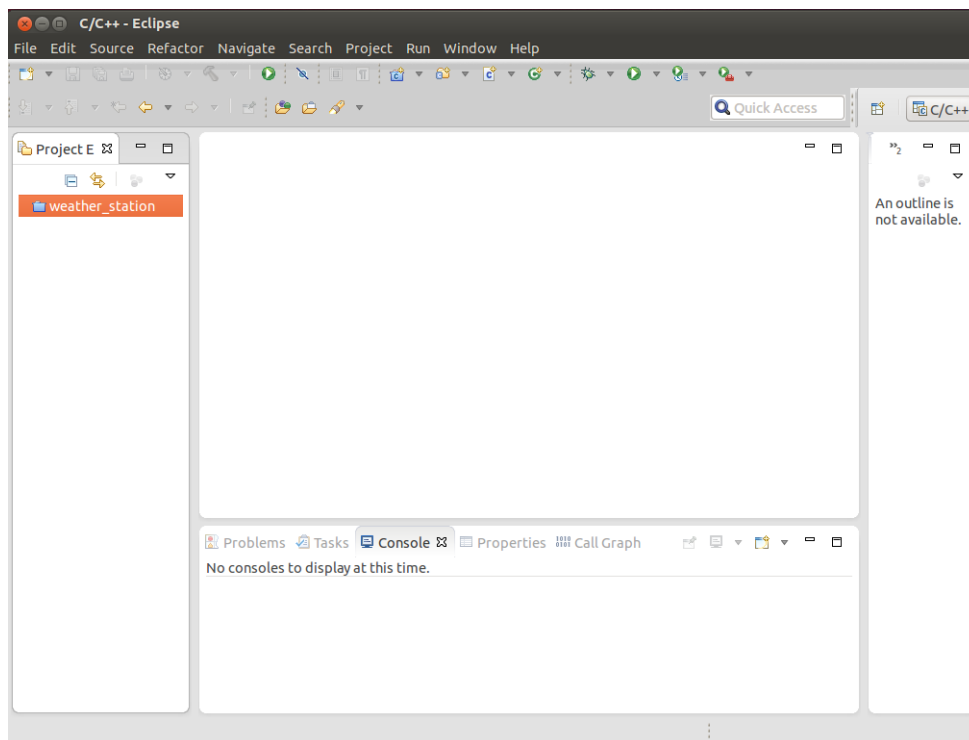 C/C++ - Eclipse
File Edit Source Refactor Navigate Search Project Run Window Help
Quick Access
C/C++
Project E
weather_station
»2
An outline is
not available.
Problems Tasks Console Properties Call Graph
No consoles to display at this time.